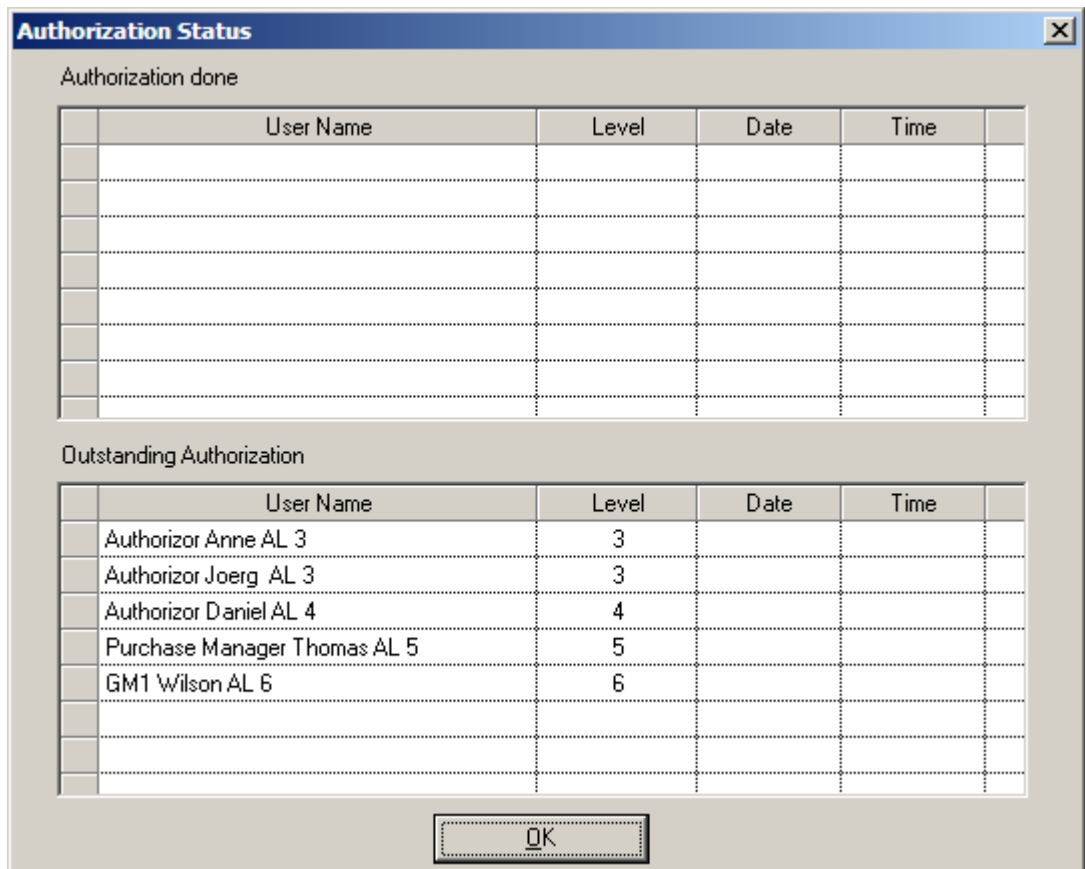 Authorization Status
Authorization done
User Name Level Date Time
Outstanding Authorization
User Name Level Date Time
Authorizor Anne AL 3 3
Authorizor Joerg  AL 3 3
Authorizor Daniel AL 4 4
Purchase Manager Thomas AL 5 5
GM1 Wilson AL 6 6
OK